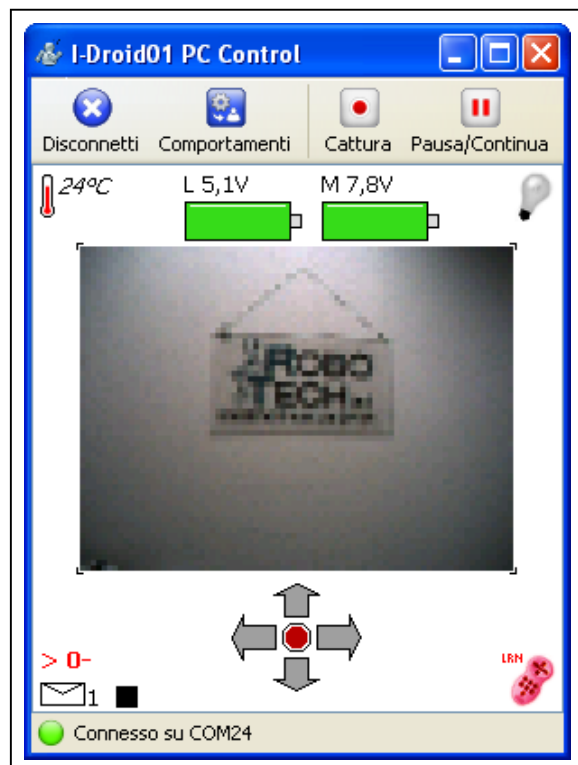 I-Droid01 PC Control
Disconnetti Comportamenti Cattura Pausa/Continua
24ºC L 5,1V M 7,8V
ROBO
TECH
> 0-
LRN
1
Connesso su COM24